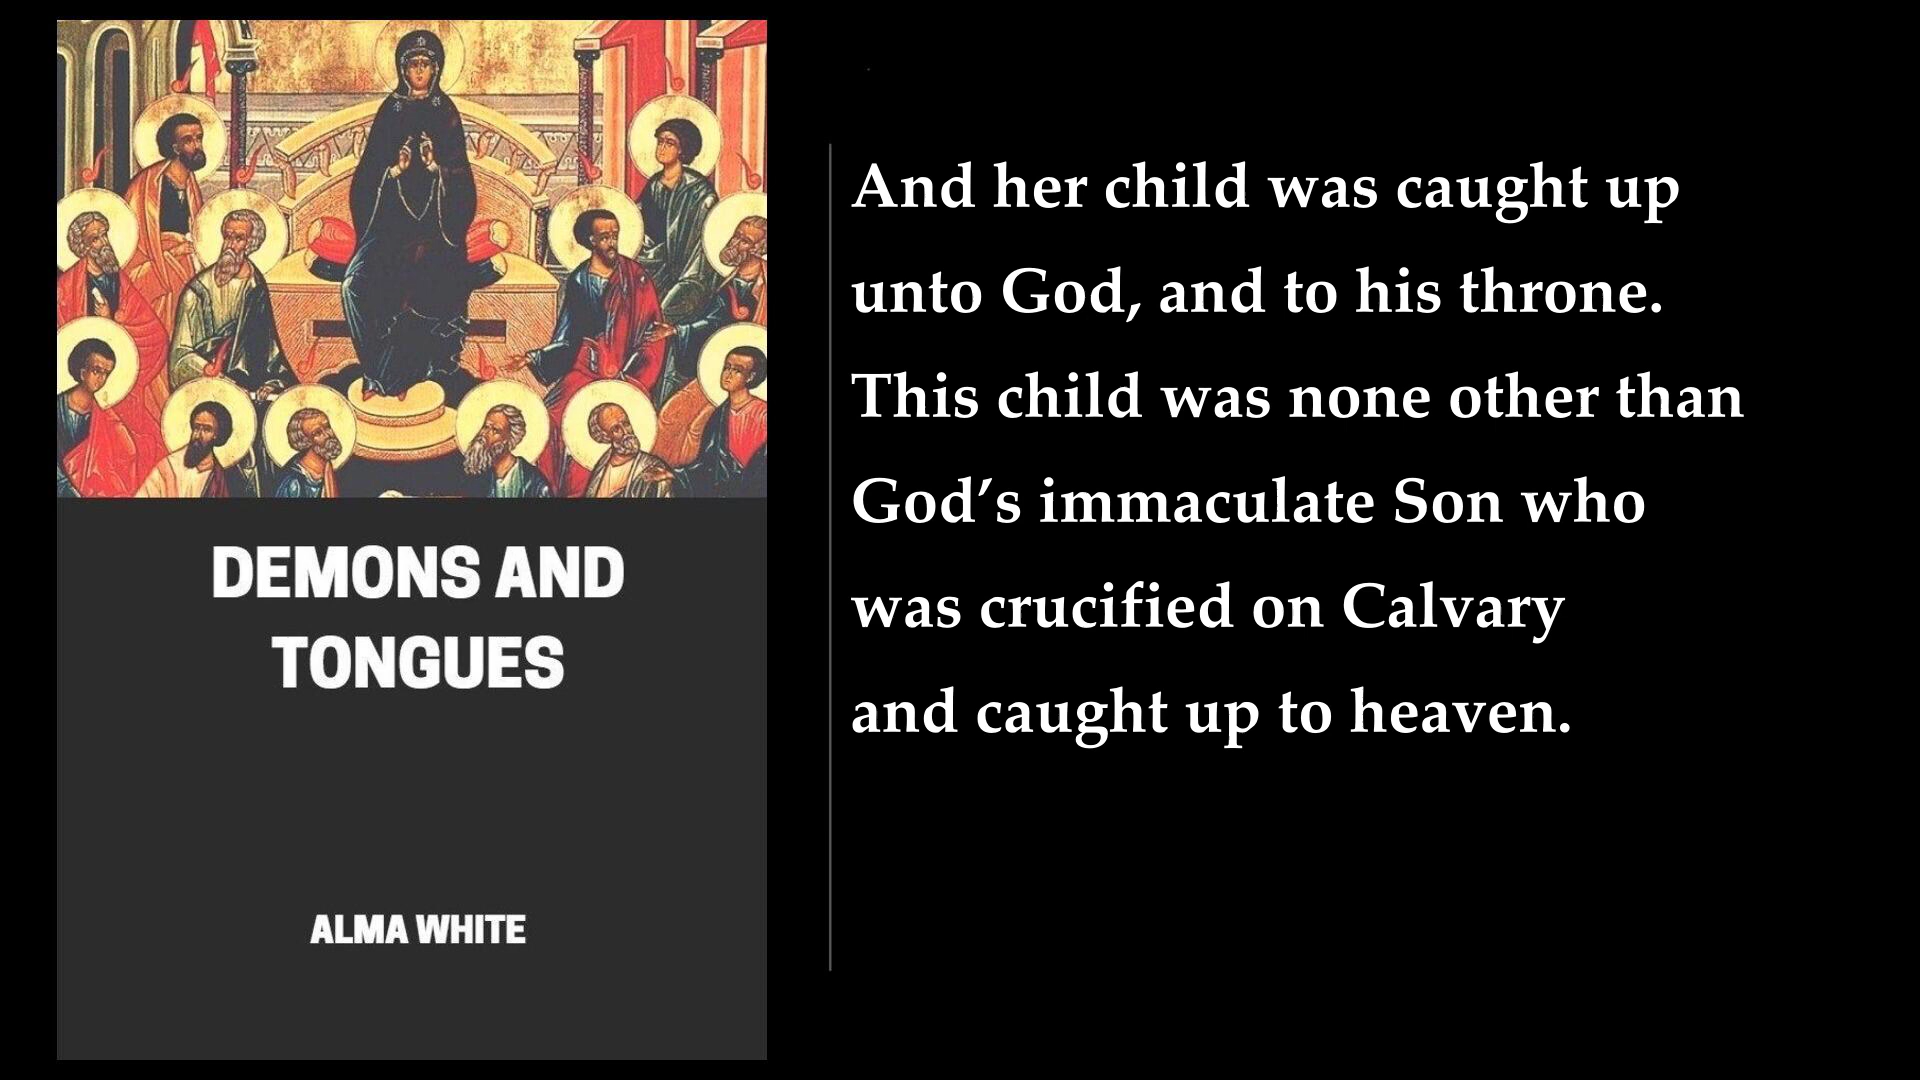 DEMONS AND
TONGUES
ALMA WHITE
And her child was caught up
unto God, and to his throne.
This child was none other than
God’s immaculate Son who
was crucified on Calvary
and caught up to heaven.